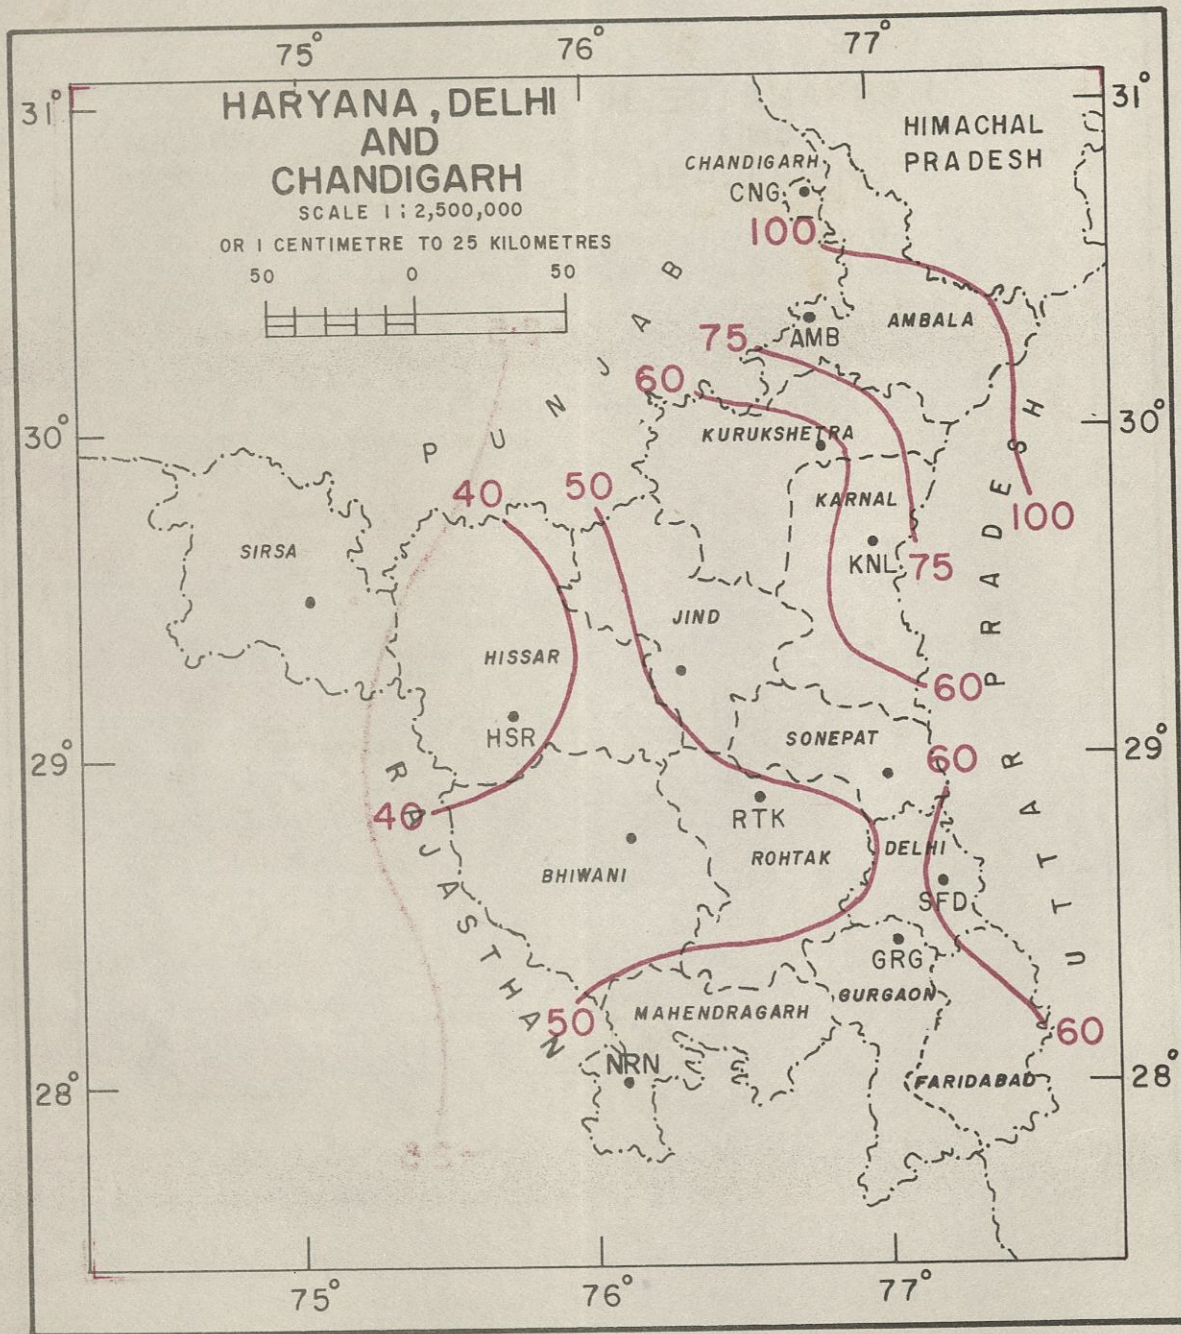 75° 76° 77°
31° 31°
HARYANA, DELHI
AND
CHANDIGARH
SCALE 1 : 2,500,000
OR 1 CENTIMETRE TO 25 KILOMETRES
50 0 50
HIMACHAL
PRADESH
CHANDIGARH
CNG
100
PUNJAB
AMBALA
75
AMB
60
30° 30°
KURUKSHETRA
40 50
KARNAL
100
SIRSA
KNL 75
JIND
HISSAR
60
UTTAR PRADESH
HSR
SONEPAT
29° 29°
60
40
RTK
DELHI
ROHTAK
BHIWANI
SFD
RAJASTHAN
GRG
GURGAON
MAHENDRAGARH
50
60
NRN
28° 28°
FARIDABAD
75° 76° 77°